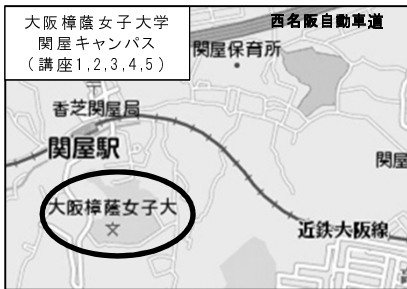 大阪樟蔭女子大学
関屋キャンパス
(講座1,2,3,4,5)
西名阪自動車道
関屋保育所
香芝関屋局
関屋駅
関屋
大阪樟蔭女子大
近鉄大阪線